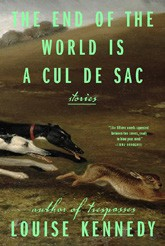 THE END OF THE
WORLD IS
A CUL DE SAC
stories
author of trespasses
LOUISE KENNEDY